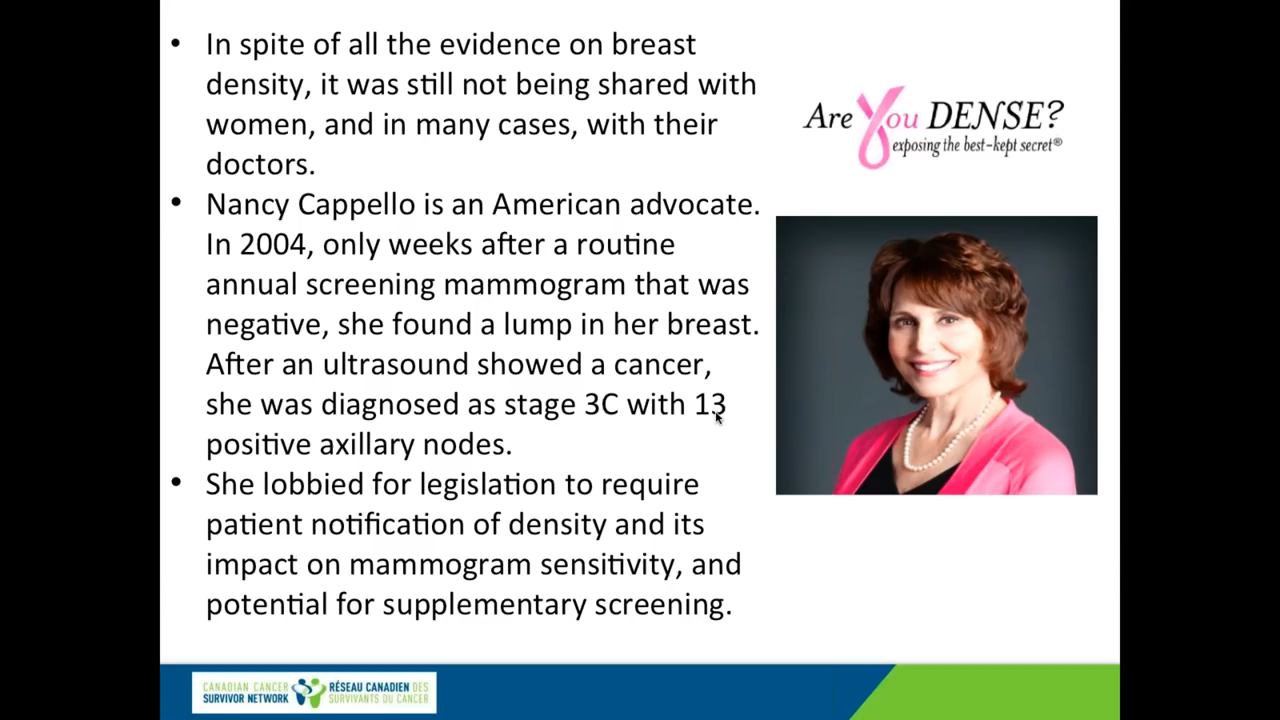 • In spite of all the evidence on breast
density, it was still not being shared with
women, and in many cases, with their
doctors.
• Nancy Cappello is an American advocate.
In 2004, only weeks after a routine
annual screening mammogram that was
negative, she found a lump in her breast.
After an ultrasound showed a cancer,
she was diagnosed as stage 3C with 13
positive axillary nodes.
• She lobbied for legislation to require
patient notification of density and its
impact on mammogram sensitivity, and
potential for supplementary screening.
Are You DENSE?
exposing the best-kept secret®
CANADIAN CANCER
SURVIVOR NETWORK
RÉSEAU CANADIEN DES
SURVIVANTS DU CANCER